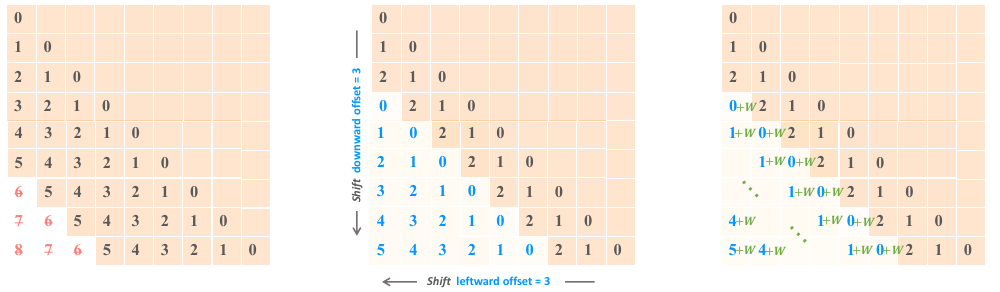 0
1 0
2 1 0
3 2 1 0
4 3 2 1 0
5 4 3 2 1 0
6 5 4 3 2 1 0
7 6 5 4 3 2 1 0
8 7 6 5 4 3 2 1 0
Shift downward offset = 3
0
1 0
2 1 0
0 2 1 0
1 0 2 1 0
2 1 0 2 1 0
3 2 1 0 2 1 0
4 3 2 1 0 2 1 0
5 4 3 2 1 0 2 1 0
Shift leftward offset = 3
0
1 0
2 1 0
0+W 2 1 0
1+W 0+W 2 1 0
1+W 0+W 2 1 0
⋱ 1+W 0+W 2 1 0
4+W ⋱ 1+W 0+W 2 1 0
5+W 4+W 1+W 0+W 2 1 0